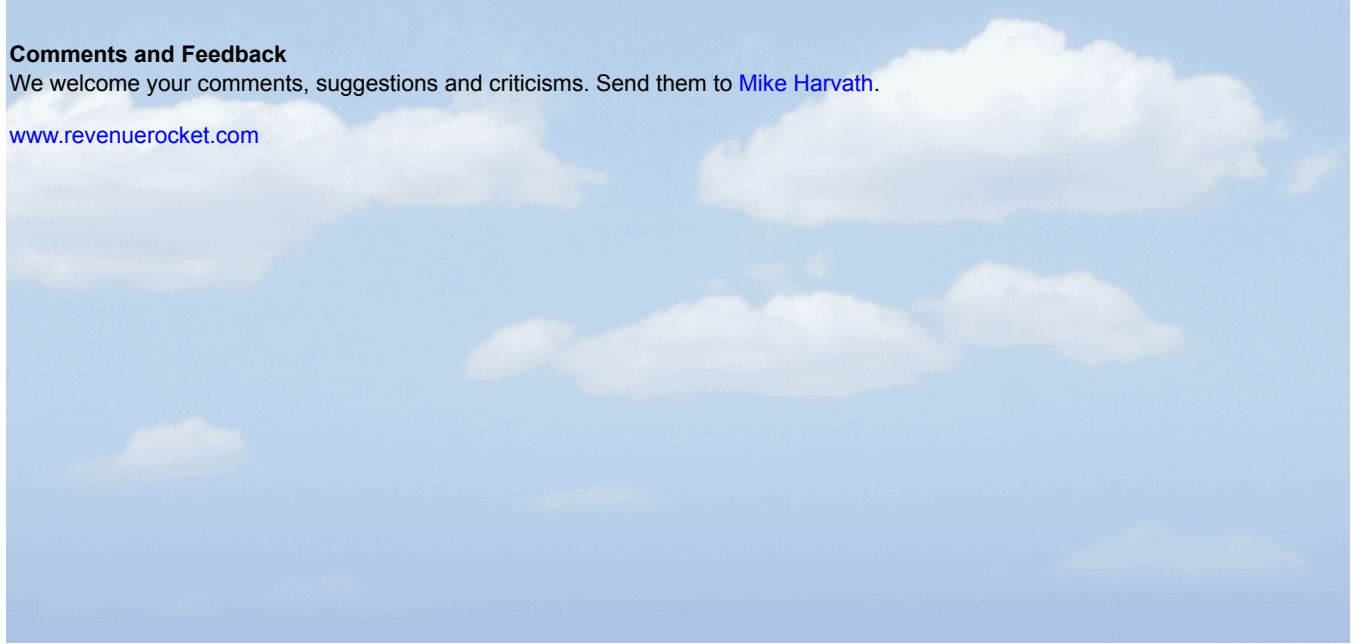 Comments and Feedback
We welcome your comments, suggestions and criticisms. Send them to Mike Harvath.
www.revenuerocket.com